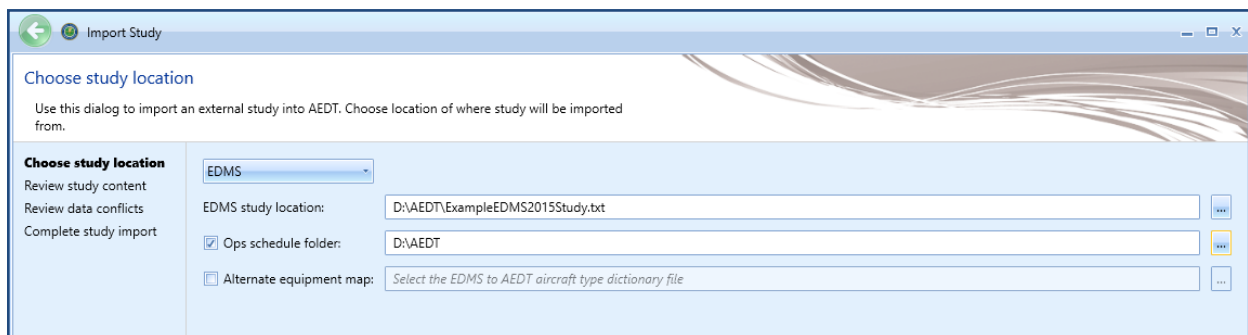 Import Study
Choose study location
Use this dialog to import an external study into AEDT. Choose location of where study will be imported
from.
Choose study location
Review study content
Review data conflicts
Complete study import
EDMS
EDMS study location:
D:\AEDT\ExampleEDMS2015Study.txt
...
Ops schedule folder:
D:\AEDT
...
Alternate equipment map:
Select the EDMS to AEDT aircraft type dictionary file
...